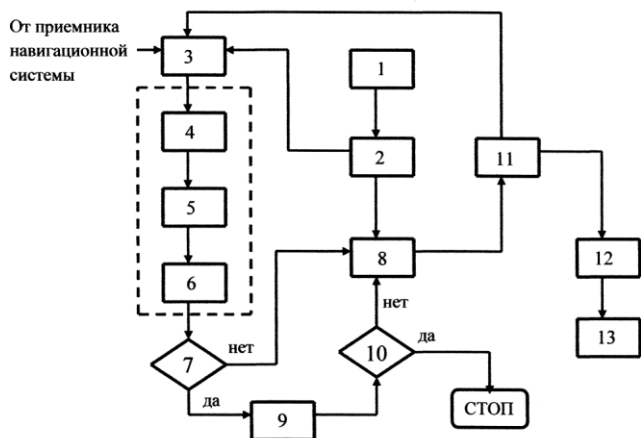 От приемника
навигационной
системы
3
1
4
2
11
5
8
12
6
нет
13
7
нет
10
да
да
9
СТОП